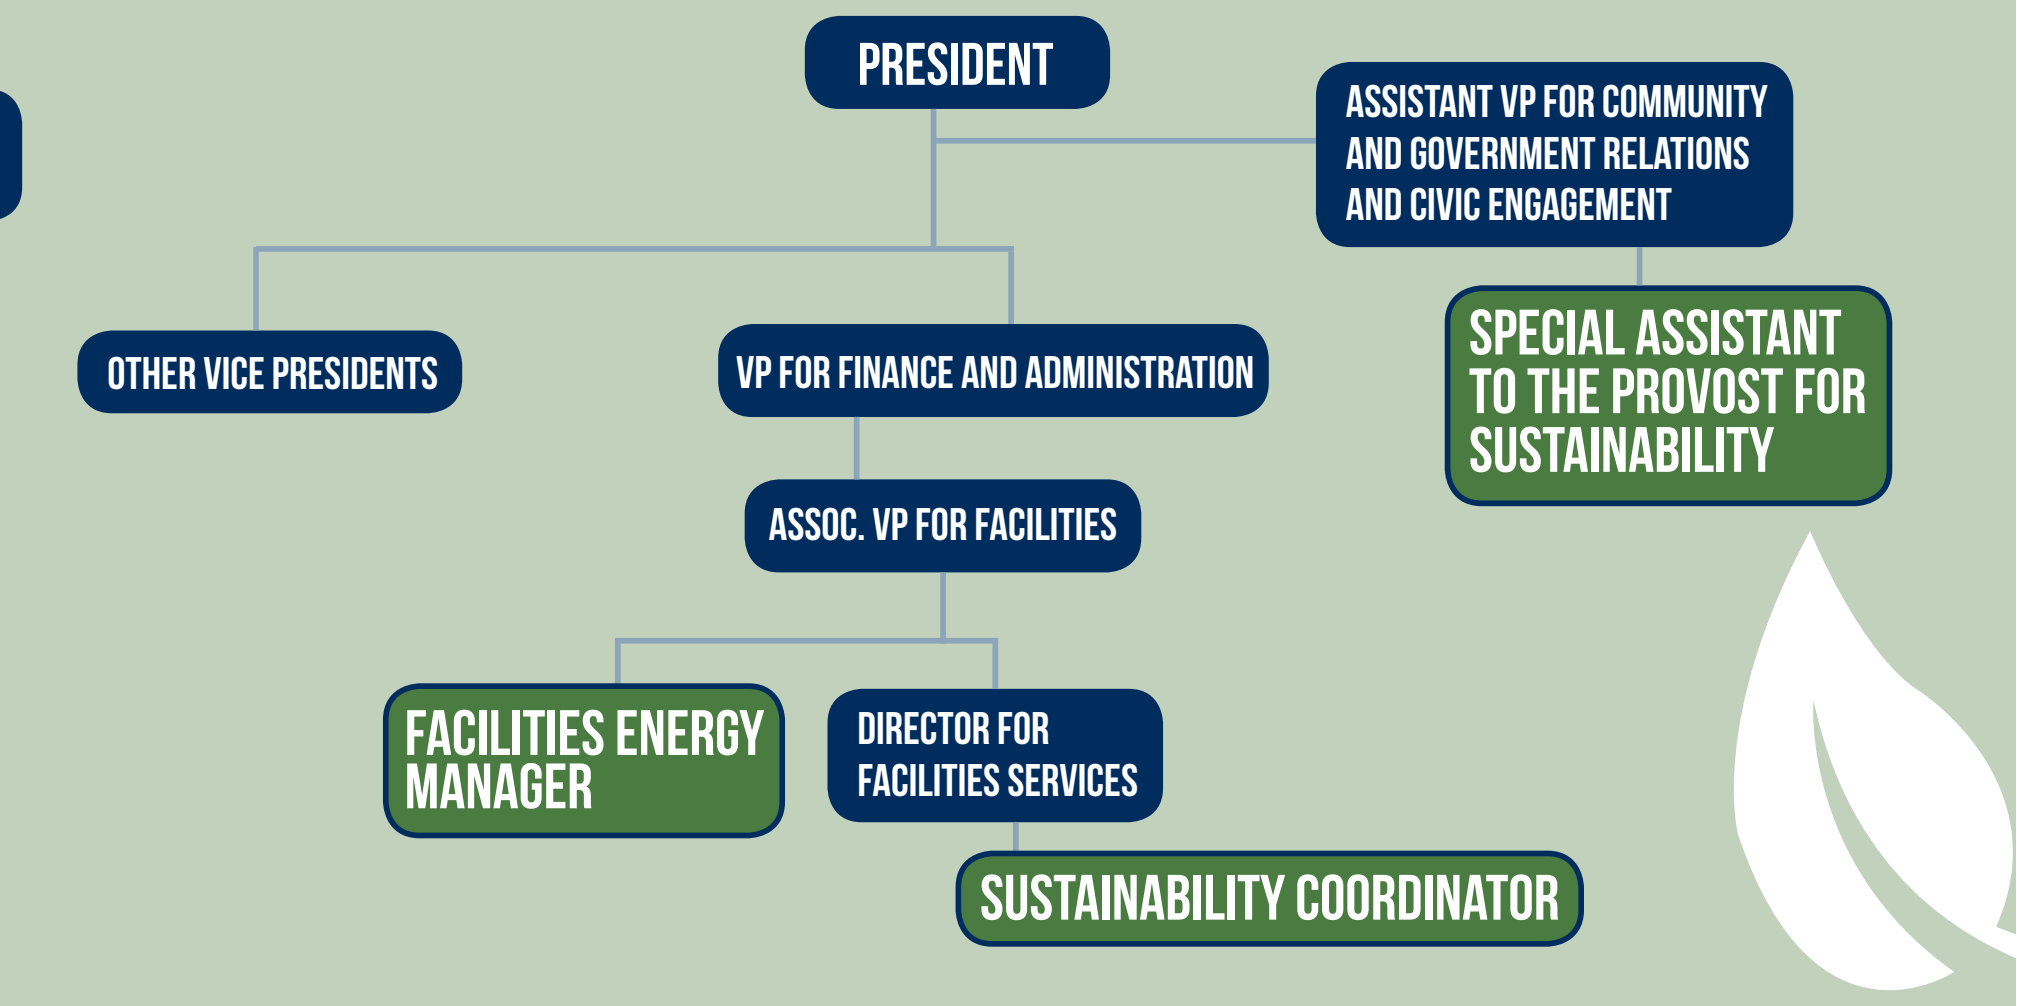 PRESIDENT
ASSISTANT VP FOR COMMUNITY
AND GOVERNMENT RELATIONS
AND CIVIC ENGAGEMENT
SPECIAL ASSISTANT
TO THE PROVOST FOR
SUSTAINABILITY
OTHER VICE PRESIDENTS
VP FOR FINANCE AND ADMINISTRATION
ASSOC. VP FOR FACILITIES
FACILITIES ENERGY
MANAGER
DIRECTOR FOR
FACILITIES SERVICES
SUSTAINABILITY COORDINATOR